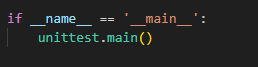 if __name__ == '__main__':
    unittest.main()